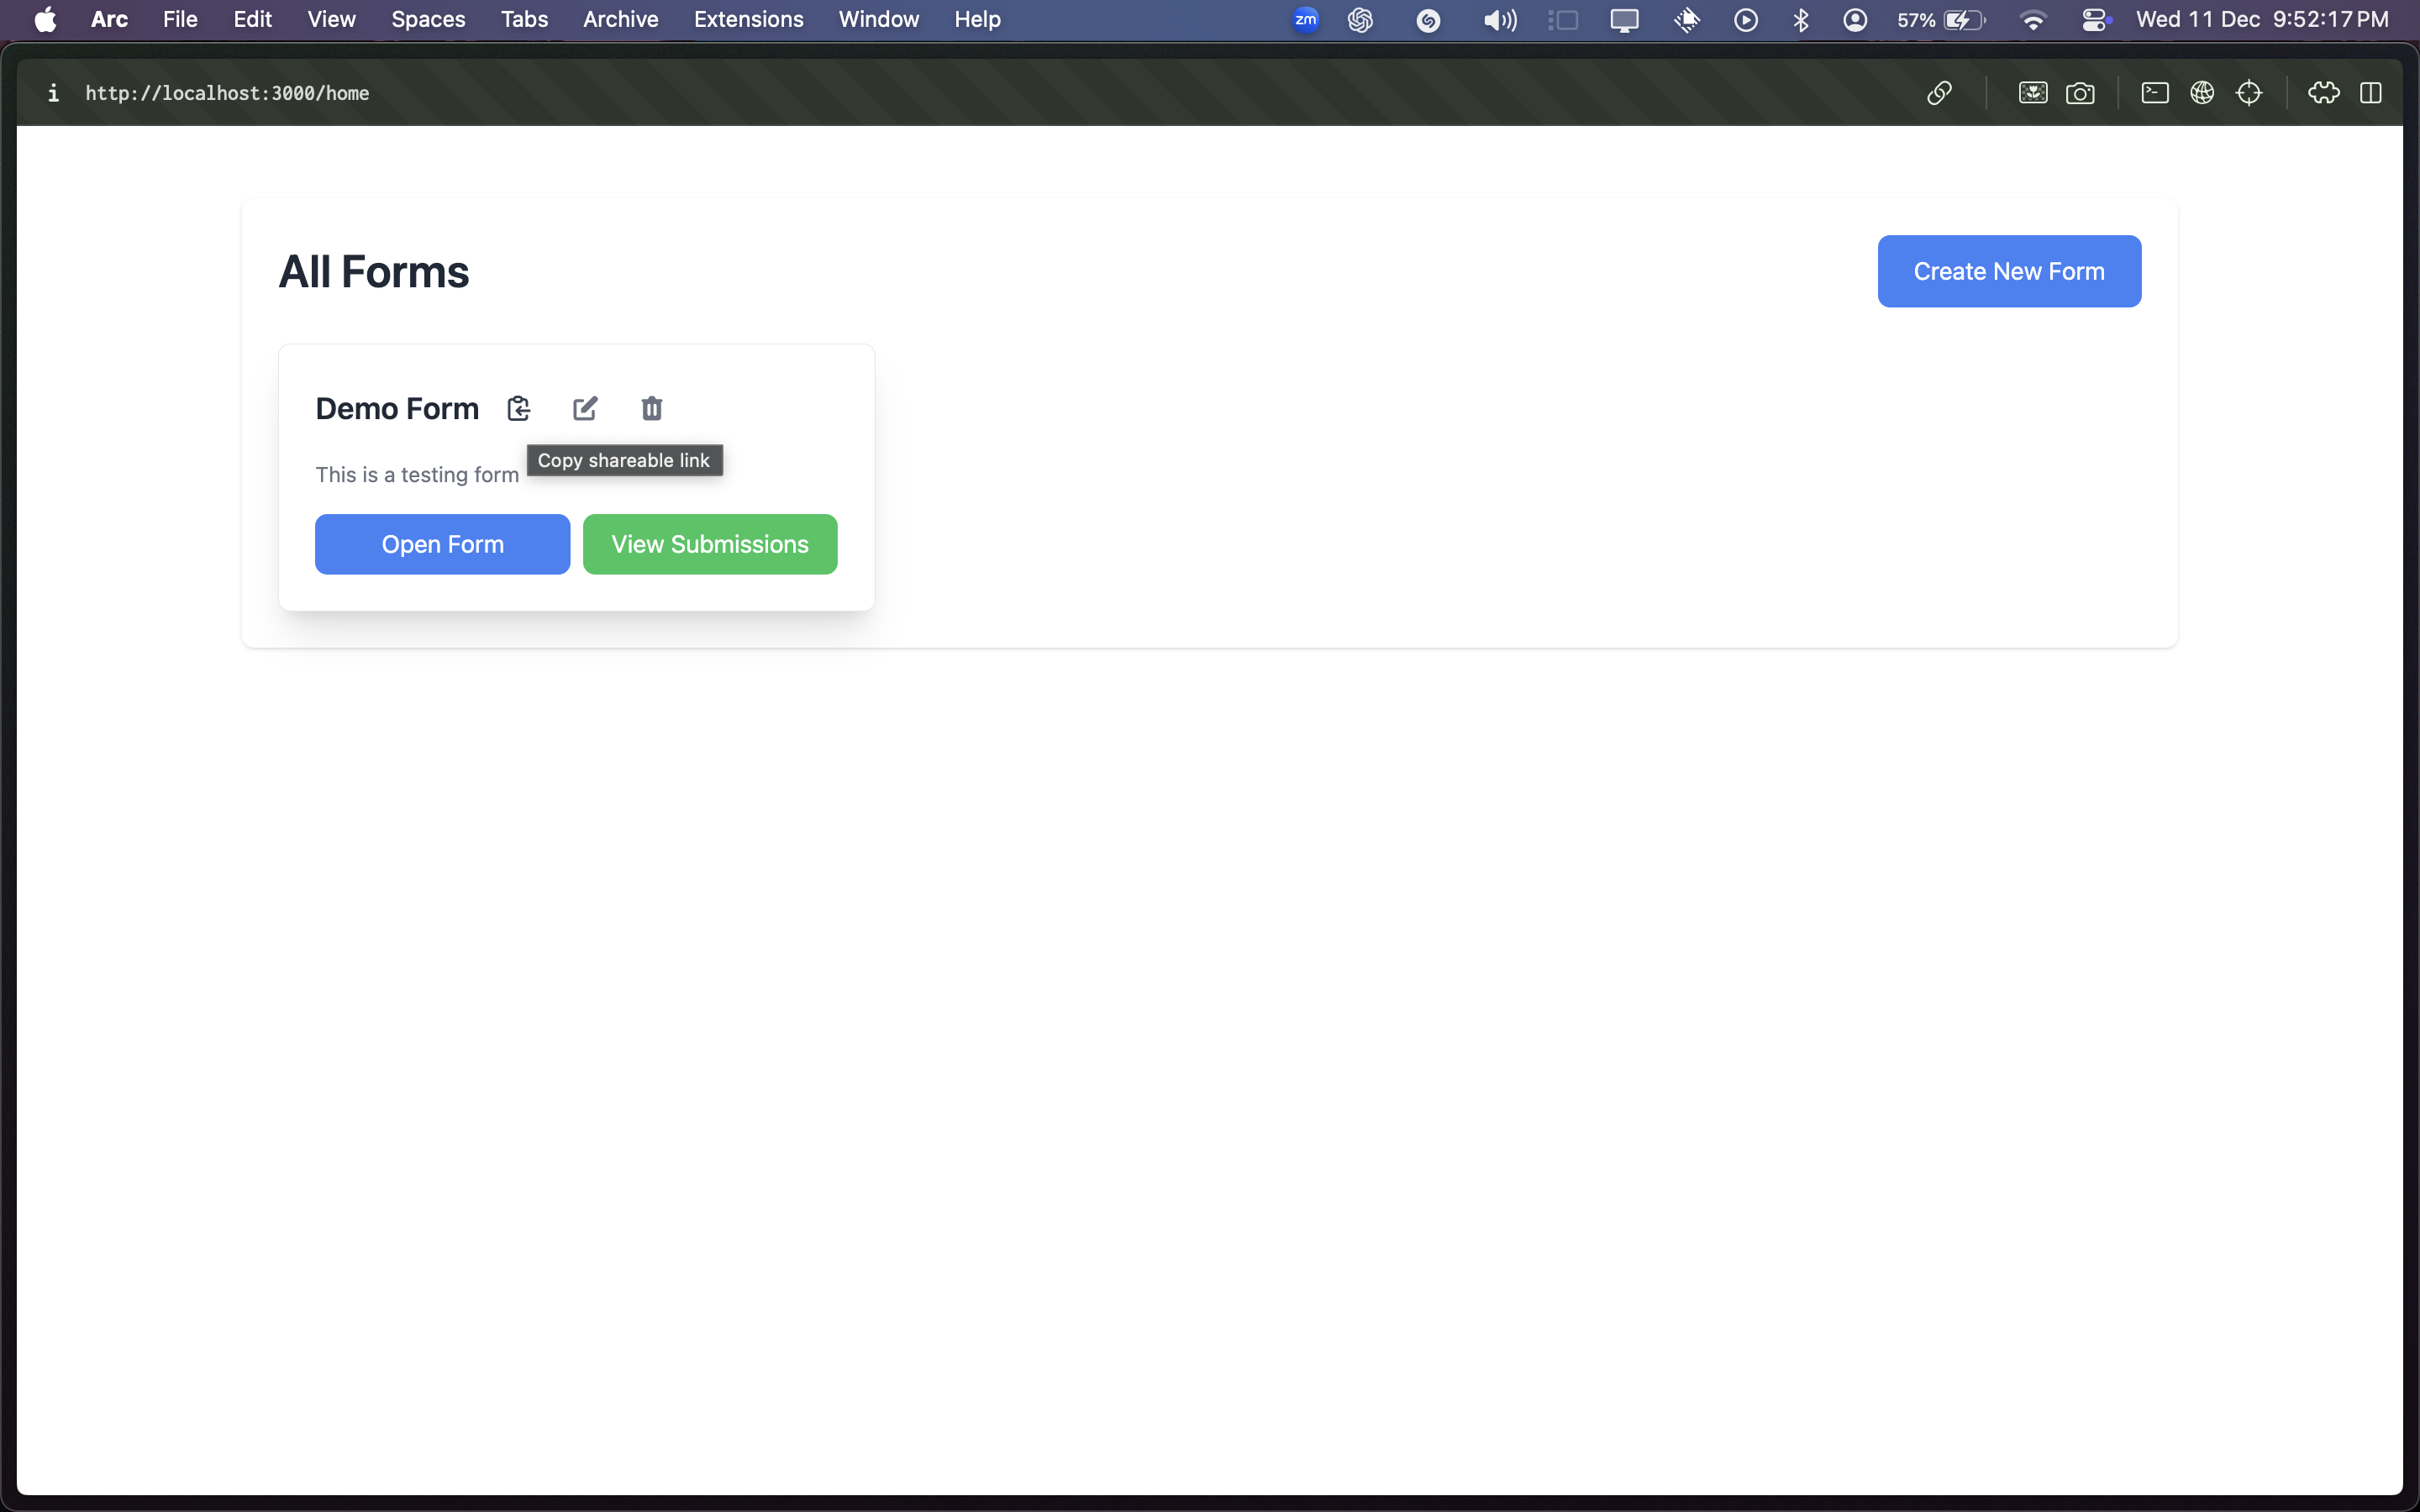 Arc File Edit View Spaces Tabs Archive Extensions Window Help zm 57% Wed 11 Dec 9:52:17 PM
http://localhost:3000/home
All Forms
Create New Form
Demo Form
Copy shareable link
This is a testing form
Open Form View Submissions